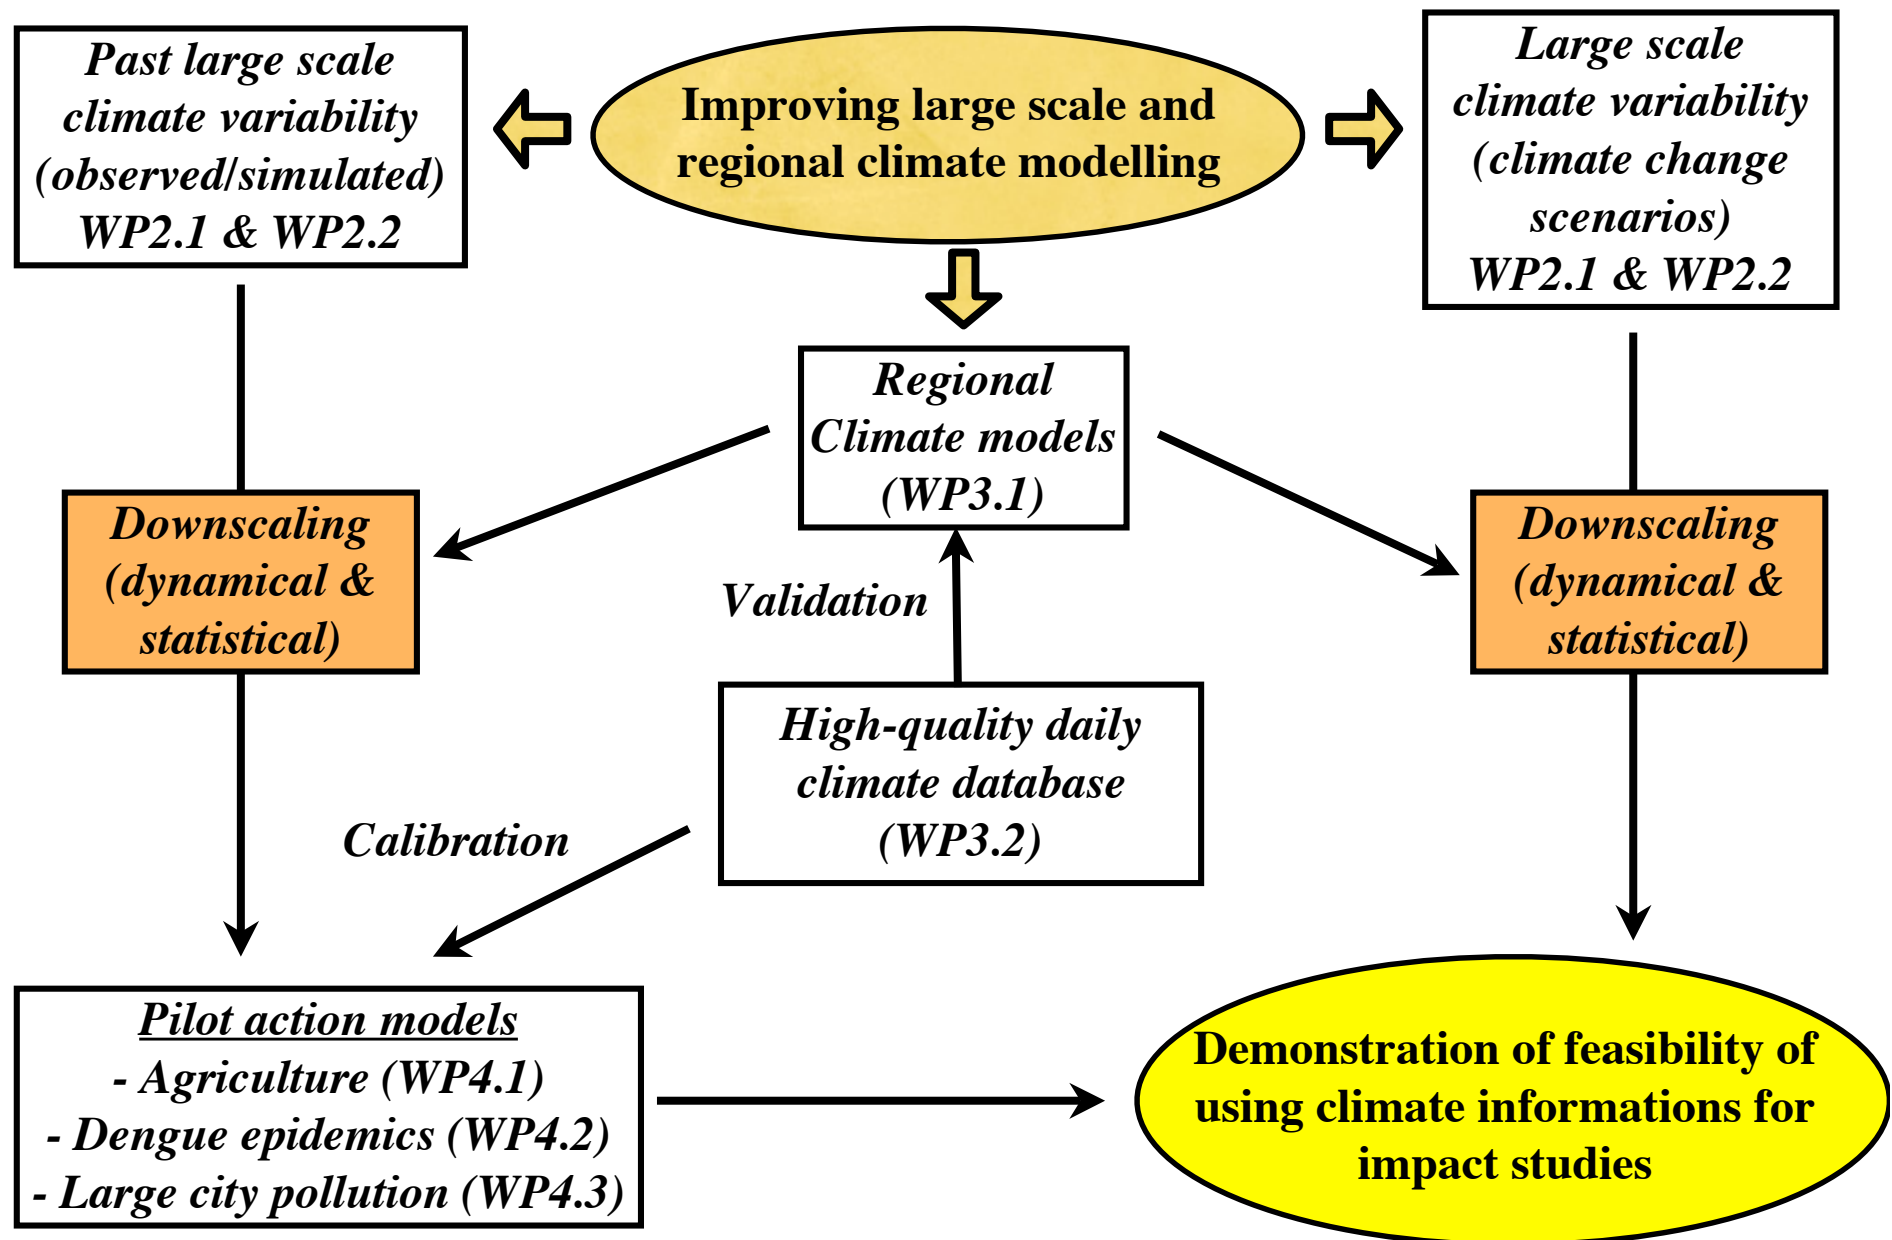 Past large scale
climate variability
(observed/simulated)
WP2.1 & WP2.2
Improving large scale and
regional climate modelling
Large scale
climate variability
(climate change
scenarios)
WP2.1 & WP2.2
Regional
Climate models
(WP3.1)
Downscaling
(dynamical &
statistical)
Validation
Downscaling
(dynamical &
statistical)
High-quality daily
climate database
(WP3.2)
Calibration
Pilot action models
- Agriculture (WP4.1)
- Dengue epidemics (WP4.2)
- Large city pollution (WP4.3)
Demonstration of feasibility of
using climate informations for
impact studies